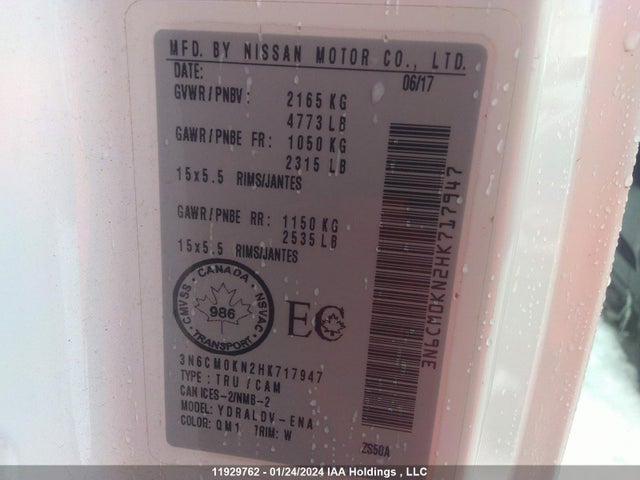 MFD. BY NISSAN MOTOR CO., LTD.
DATE: 06/17
GVWR/PNBV: 2165 KG
4773 LB
GAWR/PNBE FR: 1050 KG
2315 LB
15x5.5 RIMS/JANTES
GAWR/PNBE RR: 1150 KG
2535 LB
15x5.5 RIMS/JANTES
CANADA
CMVSS NSVAC
986
TRANSPORT
EC
3N6CM0KN2HK717947
TYPE: TRU/CAM
CAN ICES-2/NMB-2
MODEL: YDRALDV-ENA
COLOR: QM1 TRIM: W
ZS50A
3N6CM0KN2HK717947
11929762 - 01/24/2024 IAA Holdings , LLC